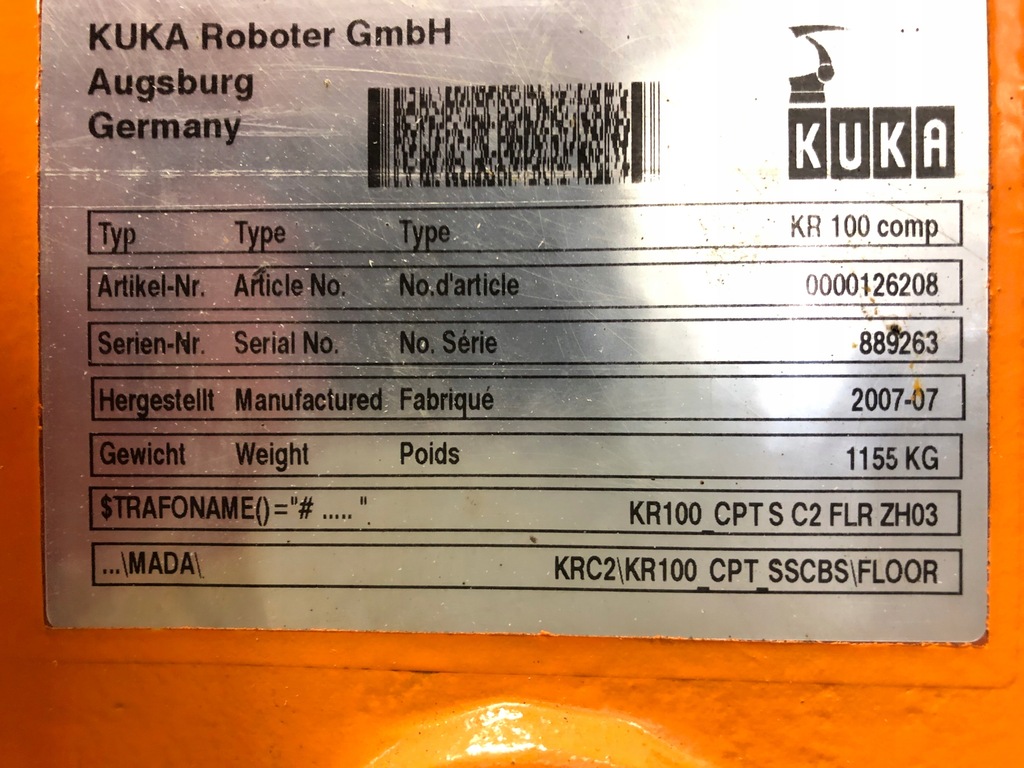 KUKA Roboter GmbH
Augsburg
Germany
KUKA
Typ Type Type KR 100 comp
Artikel-Nr. Article No. No.d'article 0000126208
Serien-Nr. Serial No. No. Série 889263
Hergestellt Manufactured Fabriqué 2007-07
Gewicht Weight Poids 1155 KG
$TRAFONAME()="# ..... " KR100_CPT S C2 FLR ZH03
...\MADA\ KRC2\KR100_CPT_SSCBS\FLOOR